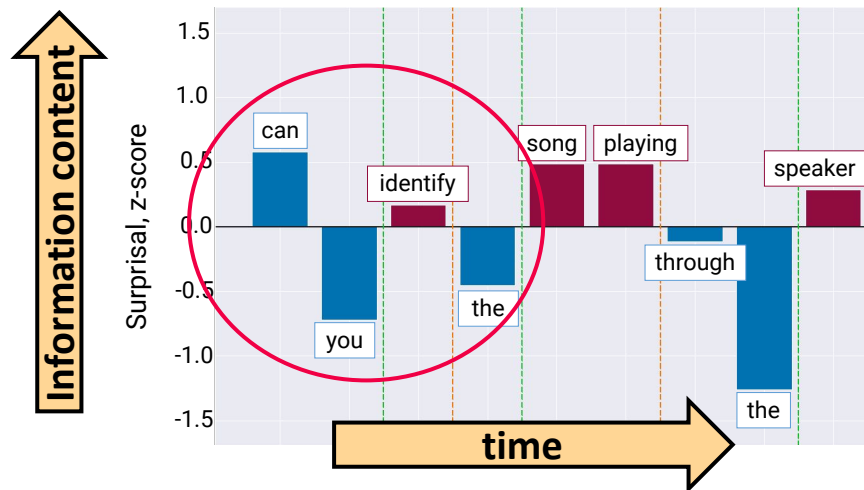 Information content
Surprisal, z-score
1.5
1.0
0.5
0.0
-0.5
-1.0
-1.5
can
you
identify
the
song
playing
through
the
speaker
time